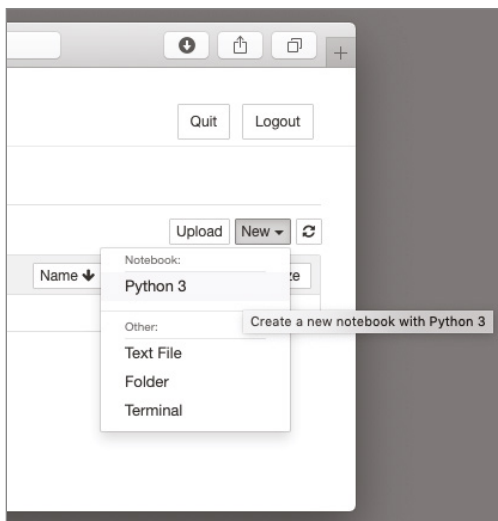 Quit Logout
Upload New
Name
Notebook:
Python 3
Create a new notebook with Python 3
Other:
Text File
Folder
Terminal